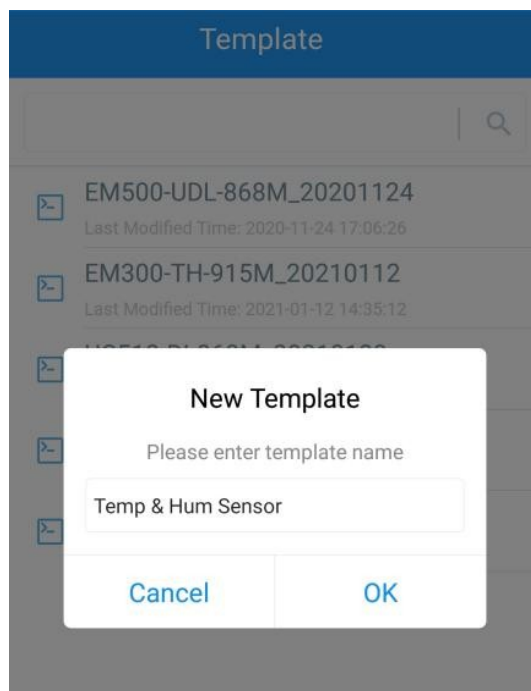 Template
EM500-UDL-868M_20201124
Last Modified Time: 2020-11-24 17:06:26
EM300-TH-915M_20210112
Last Modified Time: 2021-01-12 14:35:12
New Template
Please enter template name
Temp & Hum Sensor
Cancel
OK